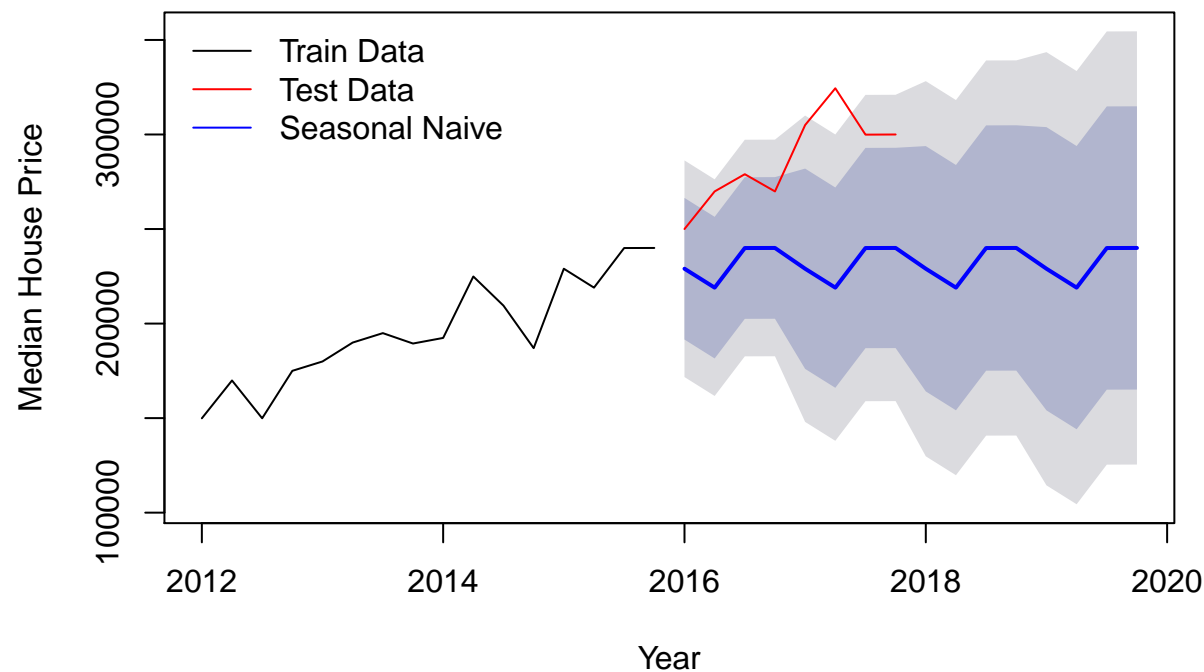 Train Data
Test Data
Seasonal Naive
Median House Price
300000
200000
100000
2012 2014 2016 2018 2020
Year